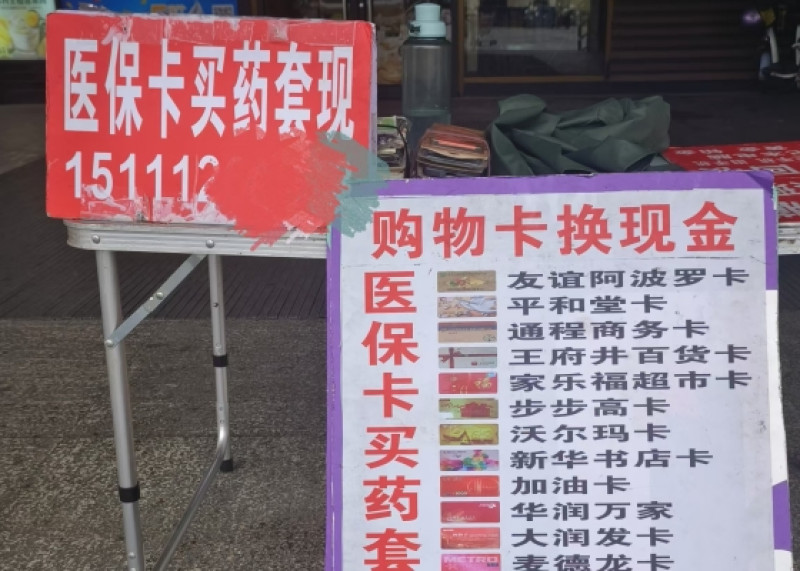 医保卡买药套现
15111
购物卡换现金
医保卡买药套
友谊阿波罗卡
平和堂卡
通程商务卡
王府井百货卡
家乐福超市卡
步步高卡
沃尔玛卡
新华书店卡
加油卡
华润万家
大润发卡
麦德龙卡
METRO